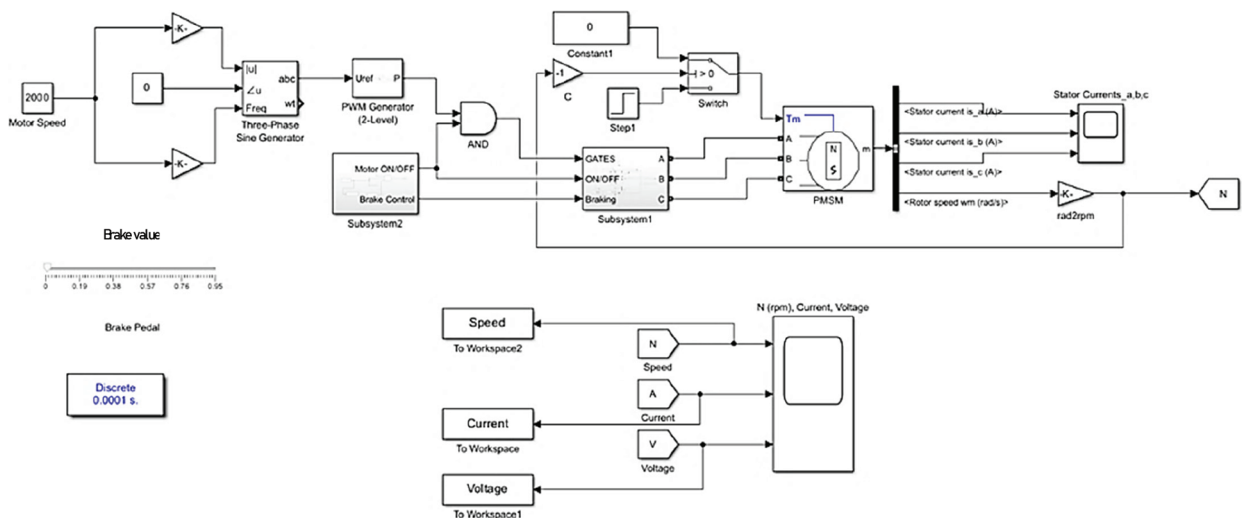 2000
Motor Speed
-K-
-K-
0
|u|
∠u
Freq
abc
wt
Three-Phase
Sine Generator
Uref
P
PWM Generator
(2-Level)
AND
Motor ON/OFF
Brake Control
Subsystem2
0
Constant1
-1
C
Step1
> 0
Switch
GATES
ON/OFF
Braking
A
B
C
Subsystem1
Tm
A
B
C
N
S
m
PMSM
<Stator current is_a (A)>
<Stator current is_b (A)>
<Stator current is_c (A)>
<Rotor speed wm (rad/s)>
Stator Currents_a,b,c
-K-
rad2rpm
N
Brake value
0 0.19 0.38 0.57 0.76 0.95
Brake Pedal
Discrete
0.0001 s.
Speed
To Workspace2
Current
To Workspace
Voltage
To Workspace1
N
Speed
A
Current
V
Voltage
N (rpm), Current, Voltage